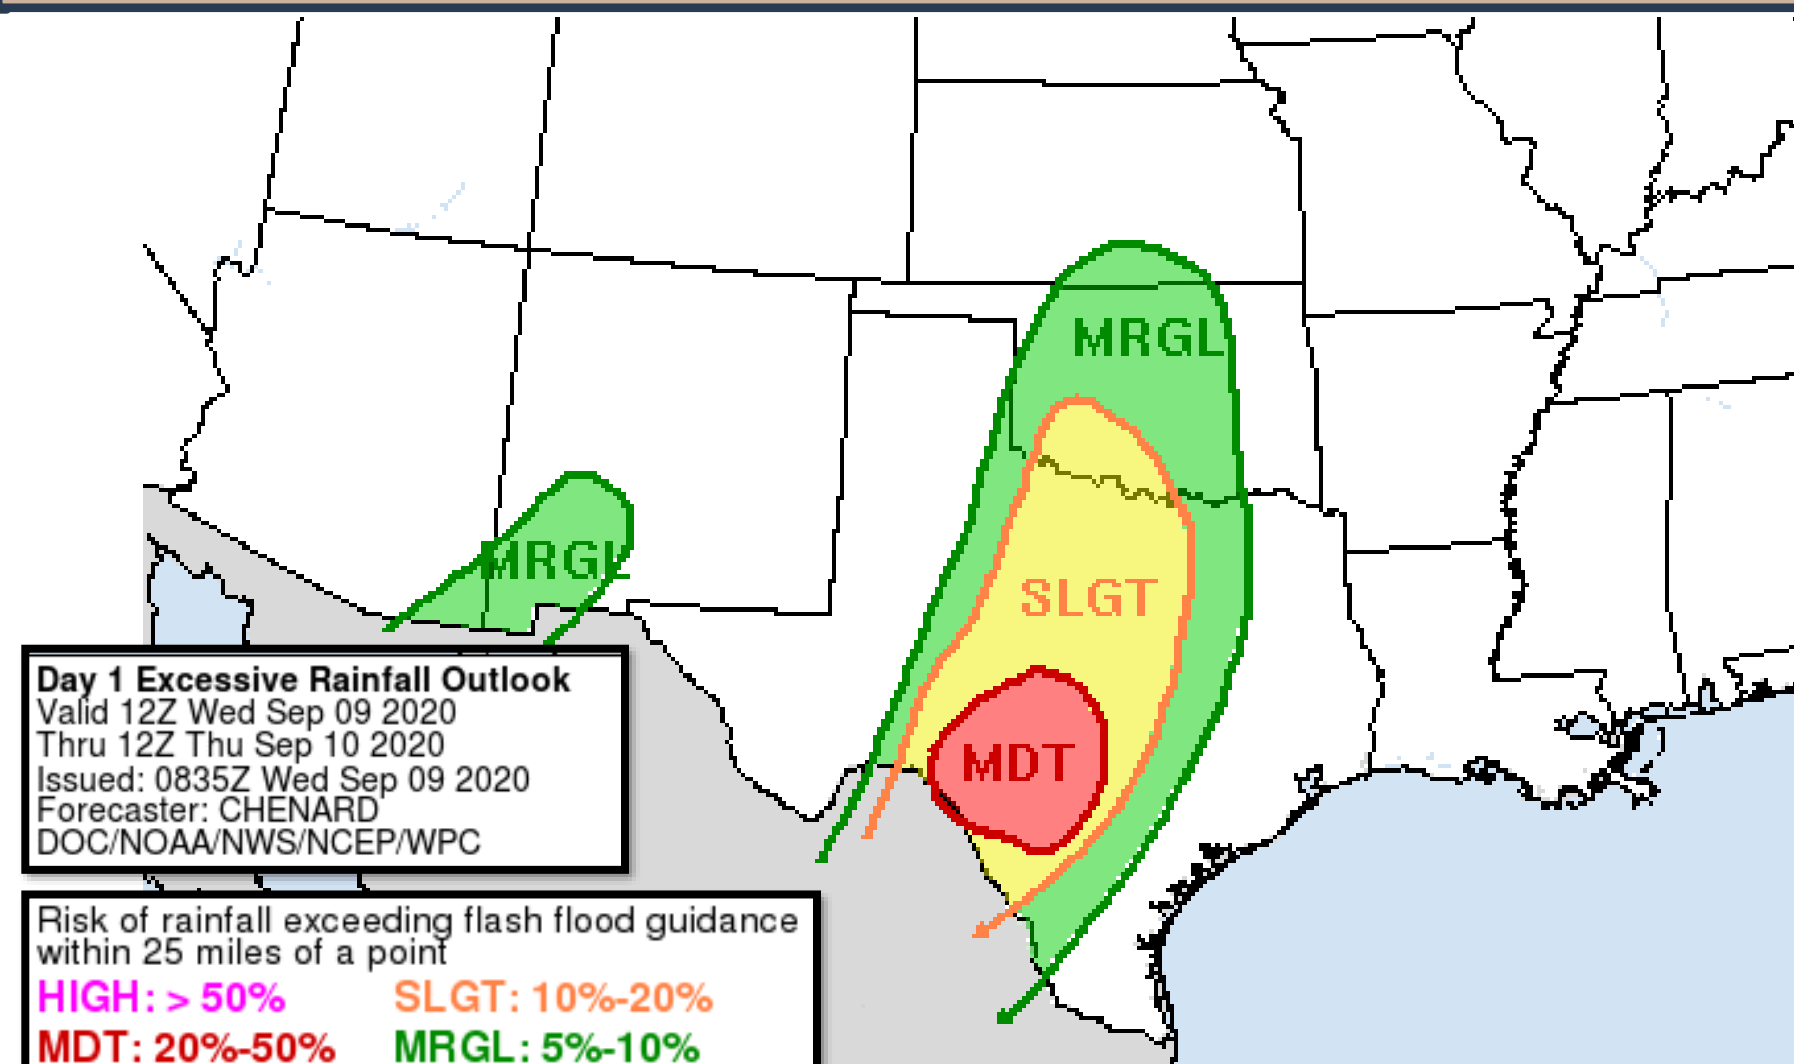 MRGL
MRGL
SLGT
MDT
Day 1 Excessive Rainfall Outlook
Valid 12Z Wed Sep 09 2020
Thru 12Z Thu Sep 10 2020
Issued: 0835Z Wed Sep 09 2020
Forecaster: CHENARD
DOC/NOAA/NWS/NCEP/WPC
Risk of rainfall exceeding flash flood guidance
within 25 miles of a point
HIGH: > 50% SLGT: 10%-20%
MDT: 20%-50% MRGL: 5%-10%